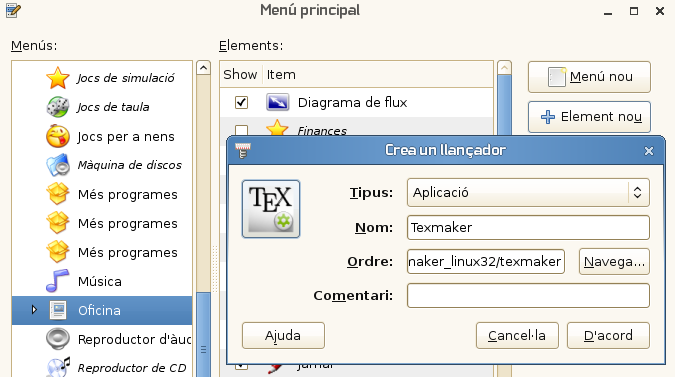 Menú principal
Menús:
Jocs de simulació
Jocs de taula
Jocs per a nens
Màquina de discos
Més programes
Més programes
Més programes
Música
Oficina
Reproductor d'àud
Reproductor de CD
Elements:
Show Item
Diagrama de flux
Finances
Menú nou
Element nou
Crea un llançador
TEX
Tipus: Aplicació
Nom: Texmaker
Ordre: naker_linux32/texmaker Navega...
Comentari:
Ajuda Cancel·la D'acord